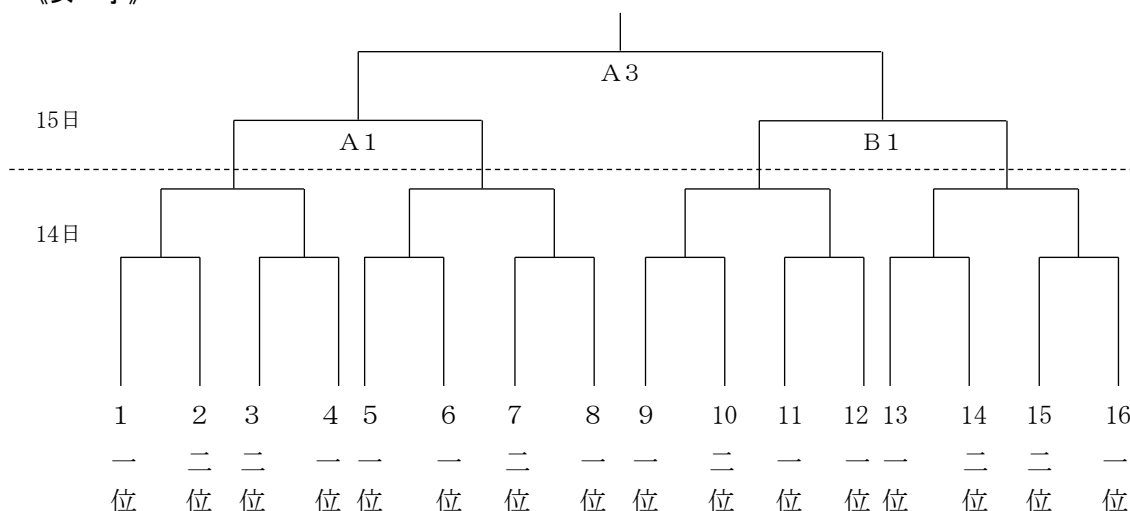 Ａ３
15日
Ａ１ Ｂ１
14日
１ ２ ３ ４ ５ ６ ７ ８ ９ 10 11 12 13 14 15 16
一位 二位 二位 一位 一位 一位 二位 一位 一位 二位 一位 一位 一位 二位 二位 一位